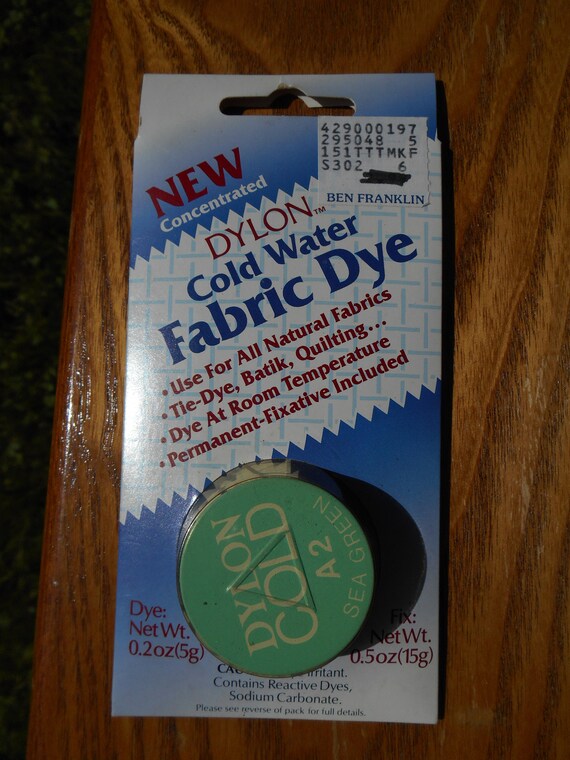 429000197
295048 5
151TTTMKF
S302 6
BEN FRANKLIN
NEW
Concentrated
DYLON™
Cold Water
Fabric Dye
• Use For All Natural Fabrics
• Tie-Dye, Batik, Quilting...
• Dye At Room Temperature
• Permanent-Fixative Included
DYLON
COLD
A2
SEA GREEN
Dye:
Net Wt.
0.2oz(5g)
Fix:
Net Wt.
0.5oz(15g)
Irritant.
Contains Reactive Dyes,
Sodium Carbonate.
Please see reverse of pack for full details.